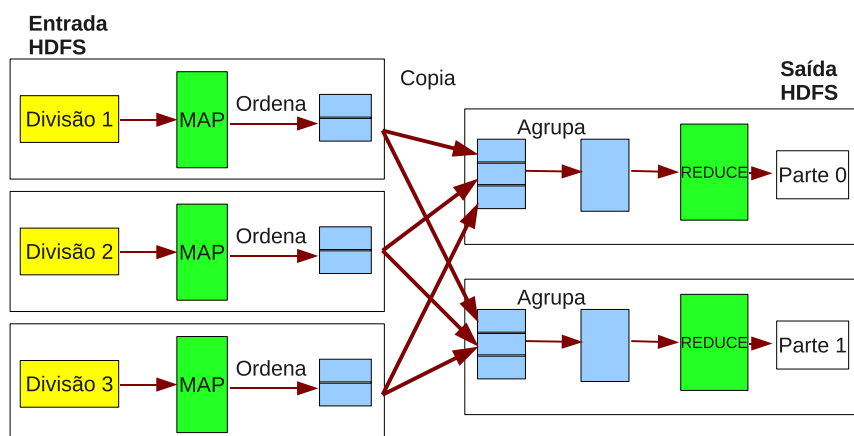 Entrada
HDFS
Copia
Saída
HDFS
Divisão 1
MAP
Ordena
Divisão 2
MAP
Ordena
Divisão 3
MAP
Ordena
Agrupa
REDUCE
Parte 0
Agrupa
REDUCE
Parte 1